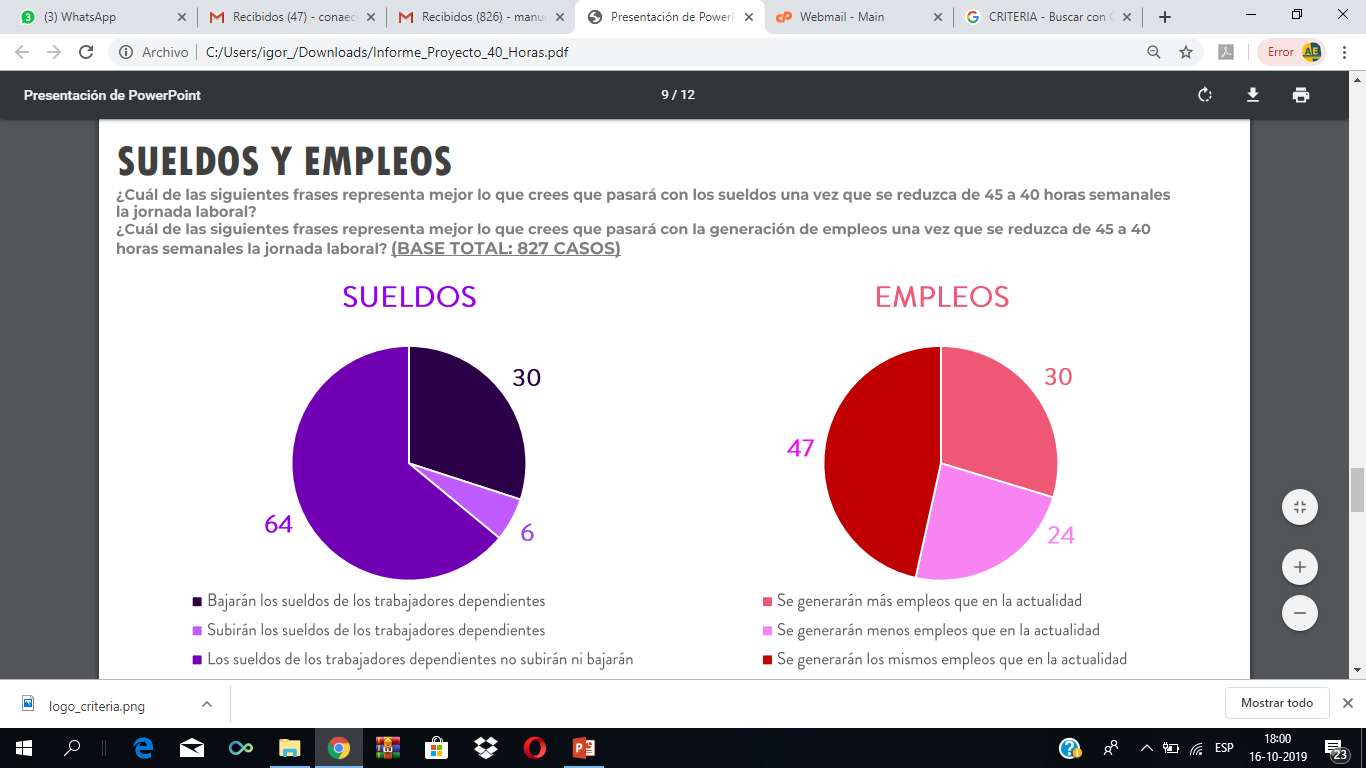 (3) WhatsApp
Recibidos (47) - conaec
Recibidos (826) - manu
Presentación de PowerP
Webmail - Main
CRITERIA - Buscar con G
Archivo
C:/Users/igor_/Downloads/Informe_Proyecto_40_Horas.pdf
Error
AE
Presentación de PowerPoint
9 / 12
SUELDOS Y EMPLEOS
¿Cuál de las siguientes frases representa mejor lo que crees que pasará con los sueldos una vez que se reduzca de 45 a 40 horas semanales
la jornada laboral?
¿Cuál de las siguientes frases representa mejor lo que crees que pasará con la generación de empleos una vez que se reduzca de 45 a 40
horas semanales la jornada laboral? (BASE TOTAL: 827 CASOS)
SUELDOS
30
6
64
Bajarán los sueldos de los trabajadores dependientes
Subirán los sueldos de los trabajadores dependientes
Los sueldos de los trabajadores dependientes no subirán ni bajarán
EMPLEOS
30
24
47
Se generarán más empleos que en la actualidad
Se generarán menos empleos que en la actualidad
Se generarán los mismos empleos que en la actualidad
logo_criteria.png
Mostrar todo
ESP
18:00
16-10-2019
23